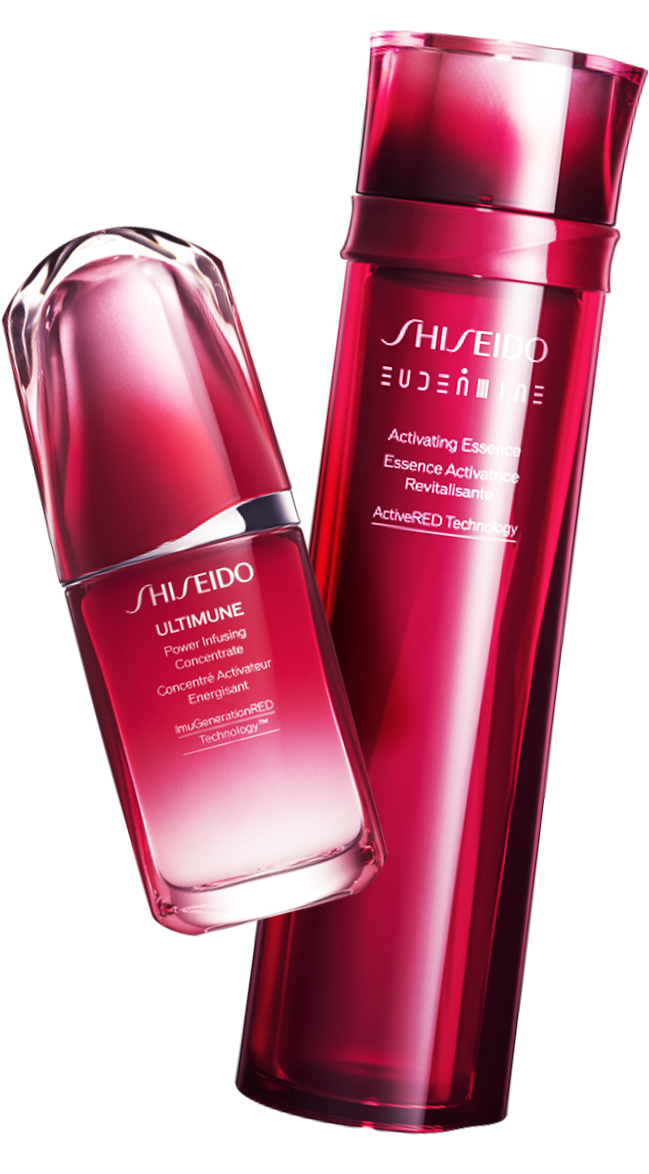 SHISEIDO
ULTIMUNE
Power Infusing
Concentrate
Concentré Activateur
Energisant
ImuGenerationRED
Technology™
SHISEIDO
EUDERMINE
Activating Essence
Essence Activatrice
Revitalisante
ActiveRED Technology